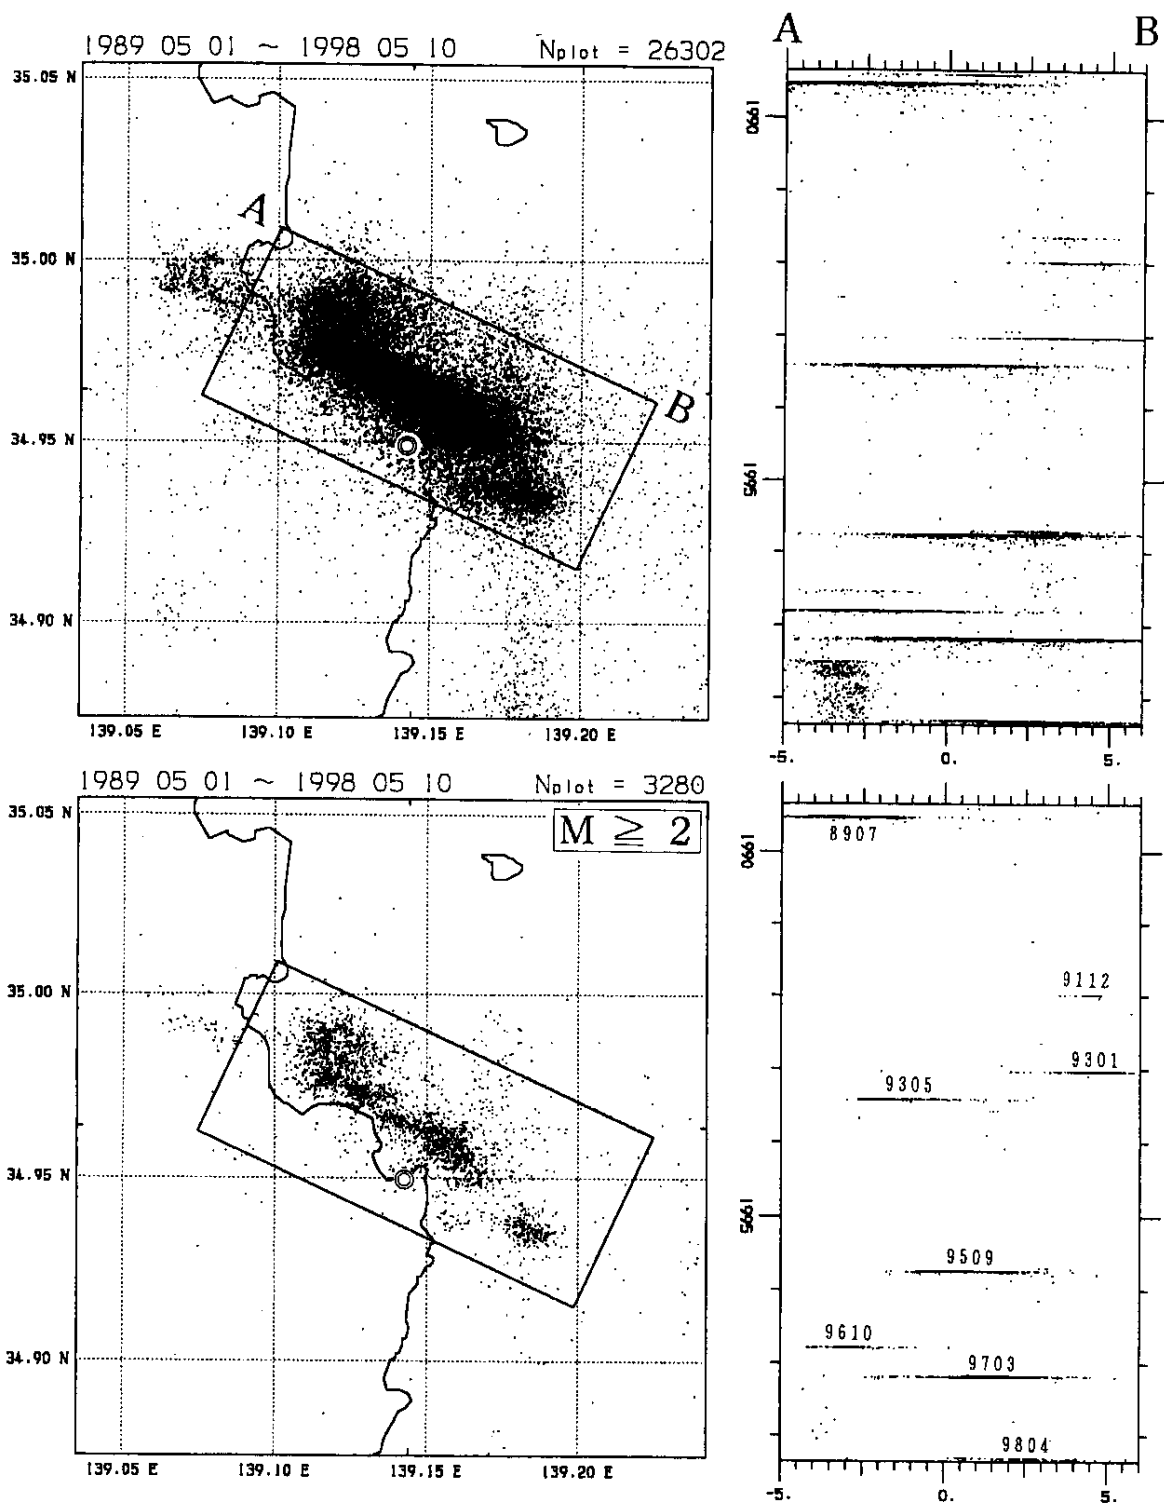 1989 05 01 ~ 1998 05 10 Nplot = 26302
A B
35.05 N
35.00 N
34.95 N
34.90 N
139.05 E 139.10 E 139.15 E 139.20 E
A
B
1990
1995
-5. 0. 5.
1989 05 01 ~ 1998 05 10 Nplot = 3280
M ≧ 2
35.05 N
35.00 N
34.95 N
34.90 N
139.05 E 139.10 E 139.15 E 139.20 E
1990
1995
8907
9112
9301
9305
9509
9610
9703
9804
-5. 0. 5.